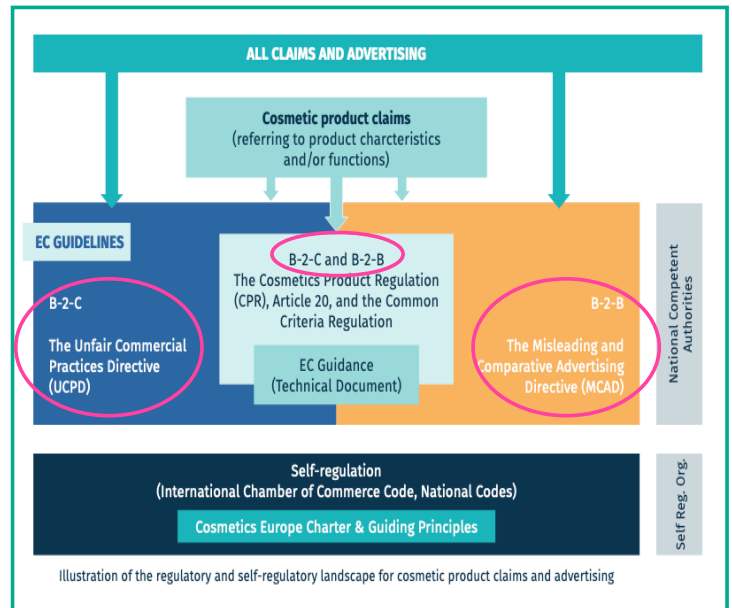 ALL CLAIMS AND ADVERTISING
Cosmetic product claims
(referring to product charcteristics
and/or functions)
EC GUIDELINES
B-2-C
The Unfair Commercial
Practices Directive
(UCPD)
B-2-C and B-2-B
The Cosmetics Product Regulation
(CPR), Article 20, and the Common
Criteria Regulation
EC Guidance
(Technical Document)
B-2-B
The Misleading and
Comparative Advertising
Directive (MCAD)
National Competent
Authorities
Self-regulation
(International Chamber of Commerce Code, National Codes)
Cosmetics Europe Charter & Guiding Principles
Self Reg. Org.
Illustration of the regulatory and self-regulatory landscape for cosmetic product claims and advertising